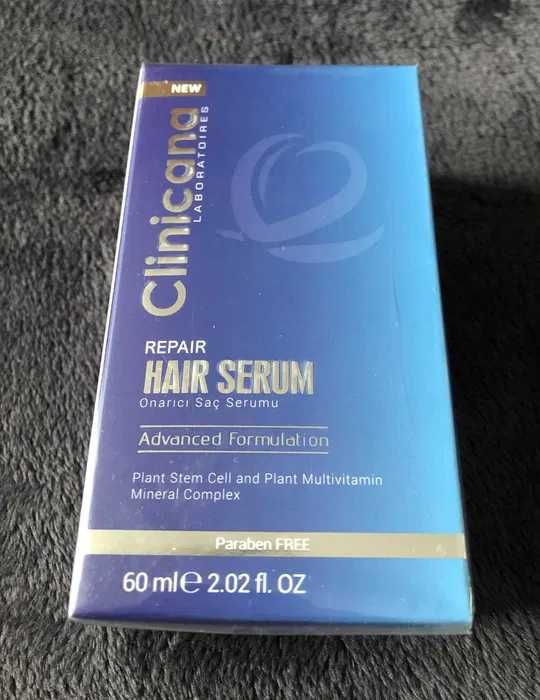 NEW
Clinicana
LABORATOIRES
REPAIR
HAIR SERUM
Onarıcı Saç Serumu
Advanced Formulation
Plant Stem Cell and Plant Multivitamin
Mineral Complex
Paraben FREE
60 ml ℮ 2.02 fl. OZ